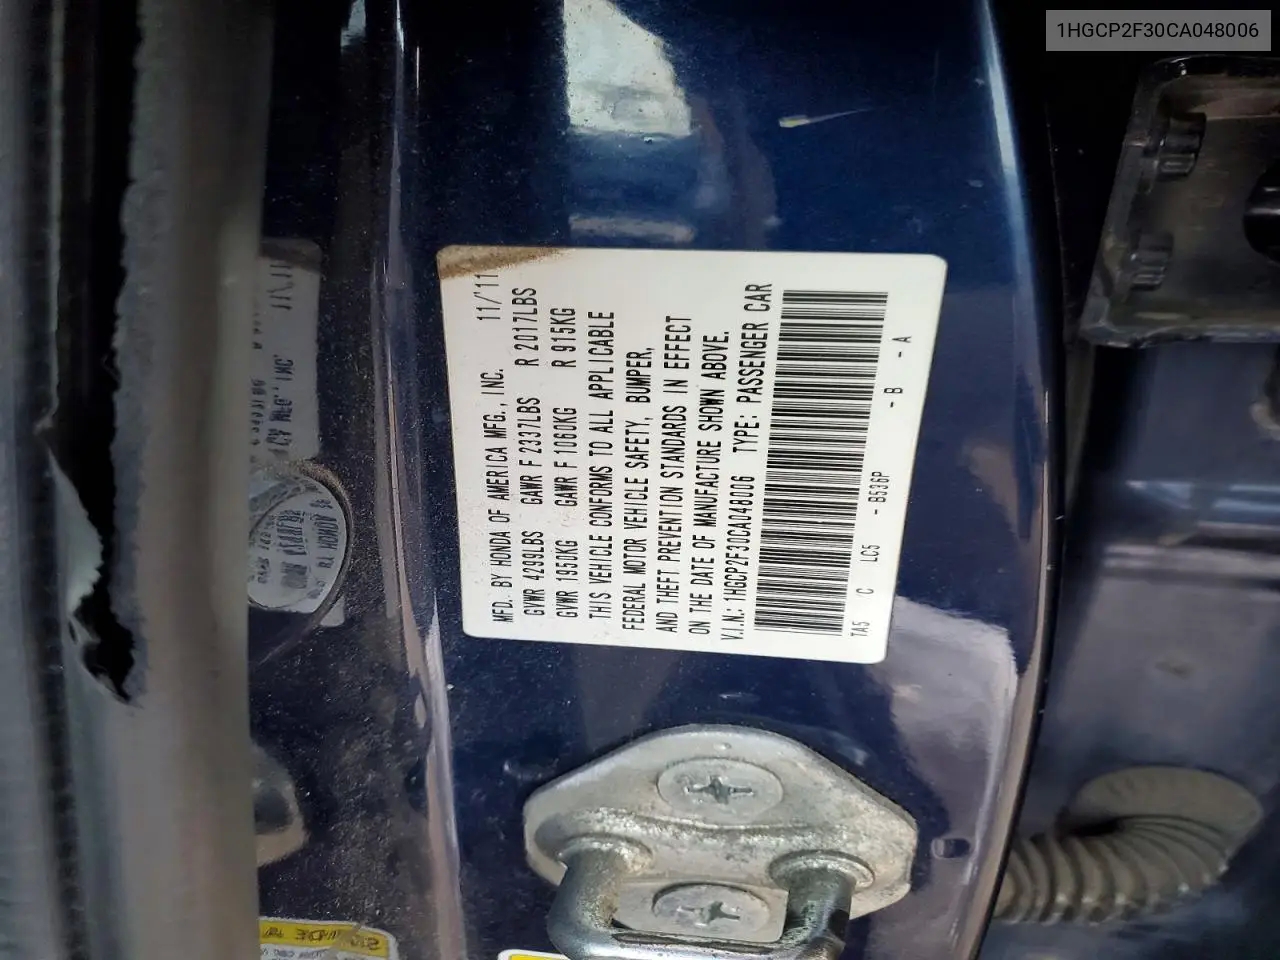 1HGCP2F30CA048006
MFD. BY HONDA OF AMERICA MFG., INC. 11/'11
GVWR 4299LBS GAWR F 2337LBS R 2017LBS
GVWR 1950KG GAWR F 1060KG R 915KG
THIS VEHICLE CONFORMS TO ALL APPLICABLE
FEDERAL MOTOR VEHICLE SAFETY, BUMPER,
AND THEFT PREVENTION STANDARDS IN EFFECT
ON THE DATE OF MANUFACTURE SHOWN ABOVE.
V.I.N.: 1HGCP2F30CA048006 TYPE: PASSENGER CAR
TA5 C LC5 - B536P - B - A